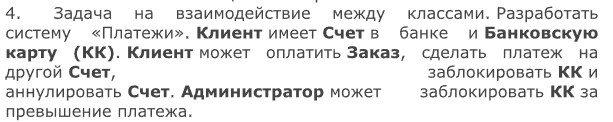 4. Задача на взаимодействие между классами. Разработать
систему «Платежи». Клиент имеет Счет в банке и Банковскую
карту (КК). Клиент может оплатить Заказ, сделать платеж на
другой Счет, заблокировать КК и
аннулировать Счет. Администратор может заблокировать КК за
превышение платежа.